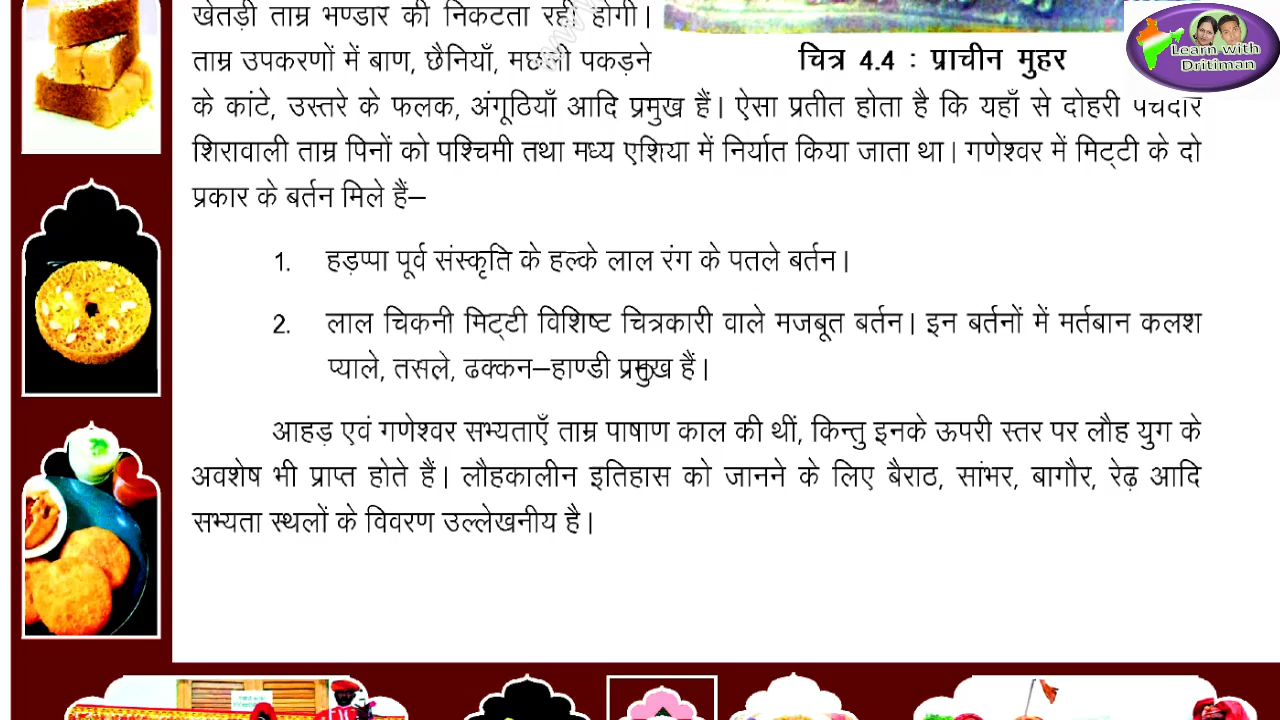 खेतड़ी ताम्र भण्डार की निकटता रही होगी।
ताम्र उपकरणों में बाण, छैनियाँ, मछली पकड़ने
चित्र 4.4 : प्राचीन मुहर
Learn with
Dritiman
के कांटे, उस्तरे के फलक, अंगूठियाँ आदि प्रमुख हैं। ऐसा प्रतीत होता है कि यहाँ से दोहरी पेचदार
शिरावाली ताम्र पिनों को पश्चिमी तथा मध्य एशिया में निर्यात किया जाता था। गणेश्वर में मिट्टी के दो
प्रकार के बर्तन मिले हैं–
1. हड़प्पा पूर्व संस्कृति के हल्के लाल रंग के पतले बर्तन।
2. लाल चिकनी मिट्टी विशिष्ट चित्रकारी वाले मजबूत बर्तन। इन बर्तनों में मर्तबान कलश
प्याले, तसले, ढक्कन–हाण्डी प्रमुख हैं।
आहड़ एवं गणेश्वर सभ्यताएँ ताम्र पाषाण काल की थीं, किन्तु इनके ऊपरी स्तर पर लौह युग के
अवशेष भी प्राप्त होते हैं। लौहकालीन इतिहास को जानने के लिए बैराठ, सांभर, बागौर, रेढ़ आदि
सभ्यता स्थलों के विवरण उल्लेखनीय है।